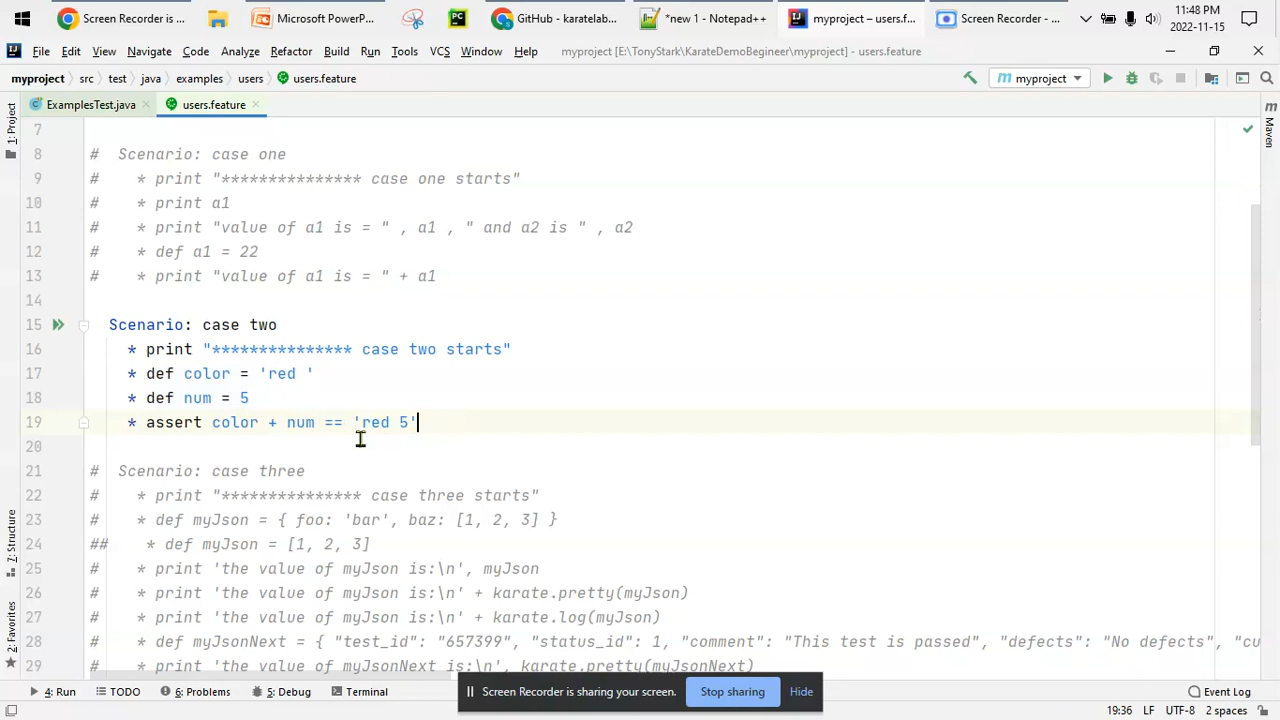 Screen Recorder is ...
Microsoft PowerP...
GitHub - karatelab...
*new 1 - Notepad++
myproject – users.f...
Screen Recorder - ...
11:48 PM
2022-11-15
File Edit View Navigate Code Analyze Refactor Build Run Tools VCS Window Help myproject [E:\TonyStark\KarateDemoBegineer\myproject] - users.feature
myproject › src › test › java › examples › users › users.feature
myproject
ExamplesTest.java
users.feature
1: Project
Maven
7
8 #  Scenario: case one
9 #    * print "*************** case one starts"
10 #    * print a1
11 #    * print "value of a1 is = " , a1 , " and a2 is " , a2
12 #    * def a1 = 22
13 #    * print "value of a1 is = " + a1
14
15 Scenario: case two
16 * print "*************** case two starts"
17 * def color = 'red '
18 * def num = 5
19 * assert color + num == 'red 5'
20
21 #  Scenario: case three
22 #    * print "*************** case three starts"
23 #    * def myJson = { foo: 'bar', baz: [1, 2, 3] }
24 ##    * def myJson = [1, 2, 3]
25 #    * print 'the value of myJson is:\n', myJson
26 #    * print 'the value of myJson is:\n' + karate.pretty(myJson)
27 #    * print 'the value of myJson is:\n' + karate.log(myJson)
28 #    * def myJsonNext = { "test_id": "657399", "status_id": 1, "comment": "This test is passed", "defects": "No defects", "cu
29 #    * print 'the value of myJsonNext is:\n', karate.pretty(myJsonNext)
7: Structure
2: Favorites
4: Run
TODO
6: Problems
5: Debug
Terminal
Screen Recorder is sharing your screen.
Stop sharing
Hide
Event Log
19:36 LF UTF-8 2 spaces